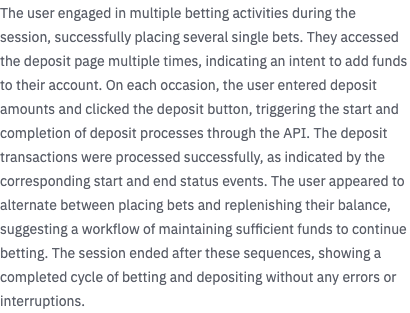 The user engaged in multiple betting activities during the
session, successfully placing several single bets. They accessed
the deposit page multiple times, indicating an intent to add funds
to their account. On each occasion, the user entered deposit
amounts and clicked the deposit button, triggering the start and
completion of deposit processes through the API. The deposit
transactions were processed successfully, as indicated by the
corresponding start and end status events. The user appeared to
alternate between placing bets and replenishing their balance,
suggesting a workflow of maintaining sufficient funds to continue
betting. The session ended after these sequences, showing a
completed cycle of betting and depositing without any errors or
interruptions.